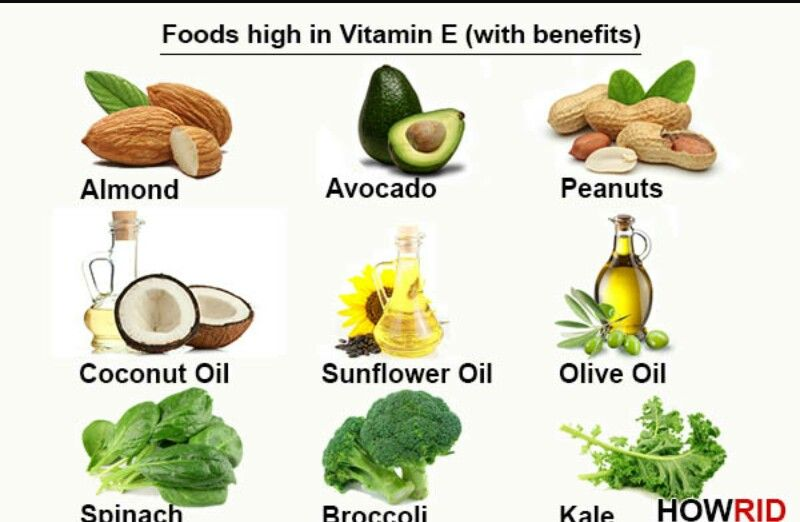 Foods high in Vitamin E (with benefits)
Almond Avocado Peanuts
Coconut Oil Sunflower Oil Olive Oil
Spinach Broccoli Kale HOWRID